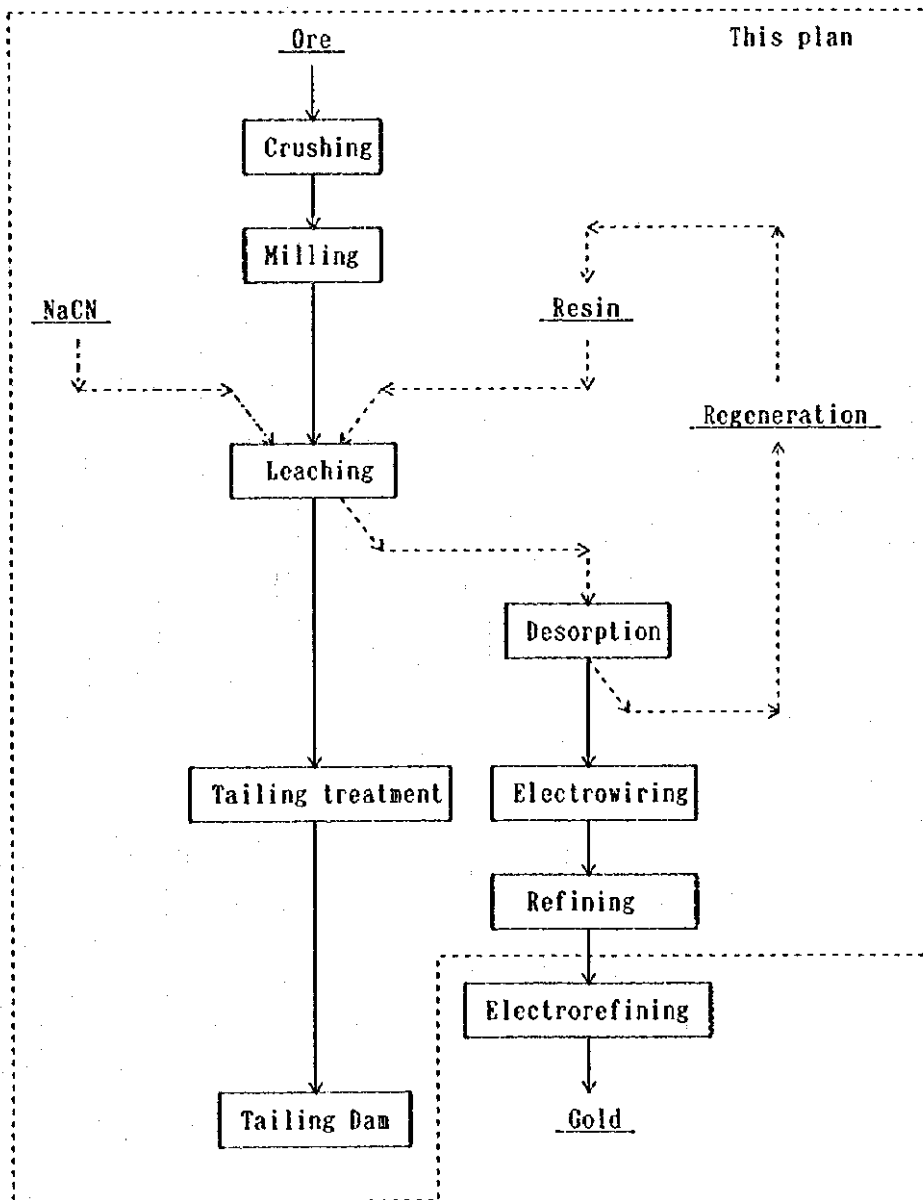 Ore
This plan
Crushing
Milling
NaCN
Resin
Regeneration
Leaching
Desorption
Tailing treatment
Electrowiring
Refining
Electrorefining
Tailing Dam
Gold